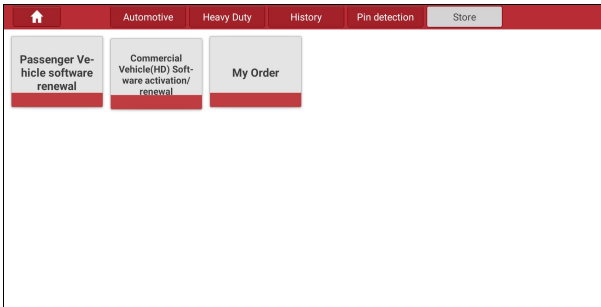 Automotive Heavy Duty History Pin detection Store
Passenger Ve-
hicle software
renewal
Commercial
Vehicle(HD) Soft-
ware activation/
renewal
My Order